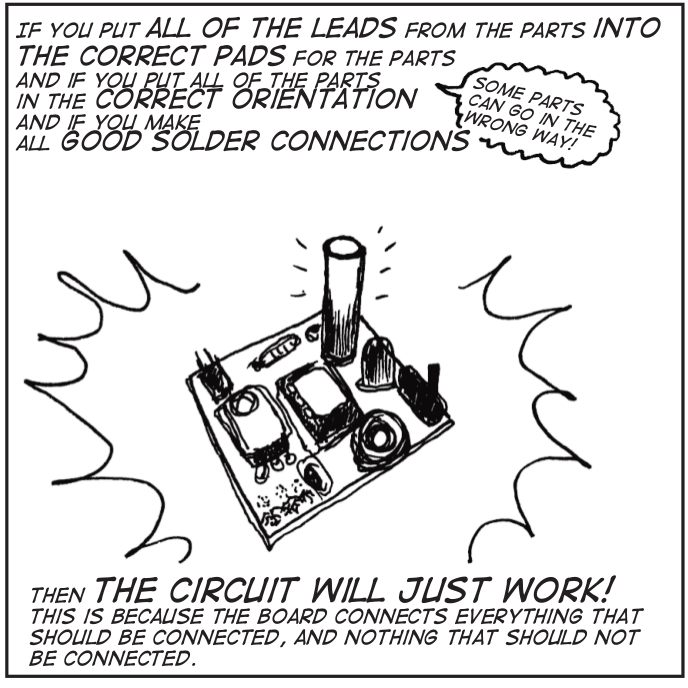 IF YOU PUT ALL OF THE LEADS FROM THE PARTS INTO
THE CORRECT PADS FOR THE PARTS
AND IF YOU PUT ALL OF THE PARTS
IN THE CORRECT ORIENTATION
AND IF YOU MAKE
ALL GOOD SOLDER CONNECTIONS
SOME PARTS
CAN GO IN THE
WRONG WAY!
THEN THE CIRCUIT WILL JUST WORK!
THIS IS BECAUSE THE BOARD CONNECTS EVERYTHING THAT
SHOULD BE CONNECTED, AND NOTHING THAT SHOULD NOT
BE CONNECTED.